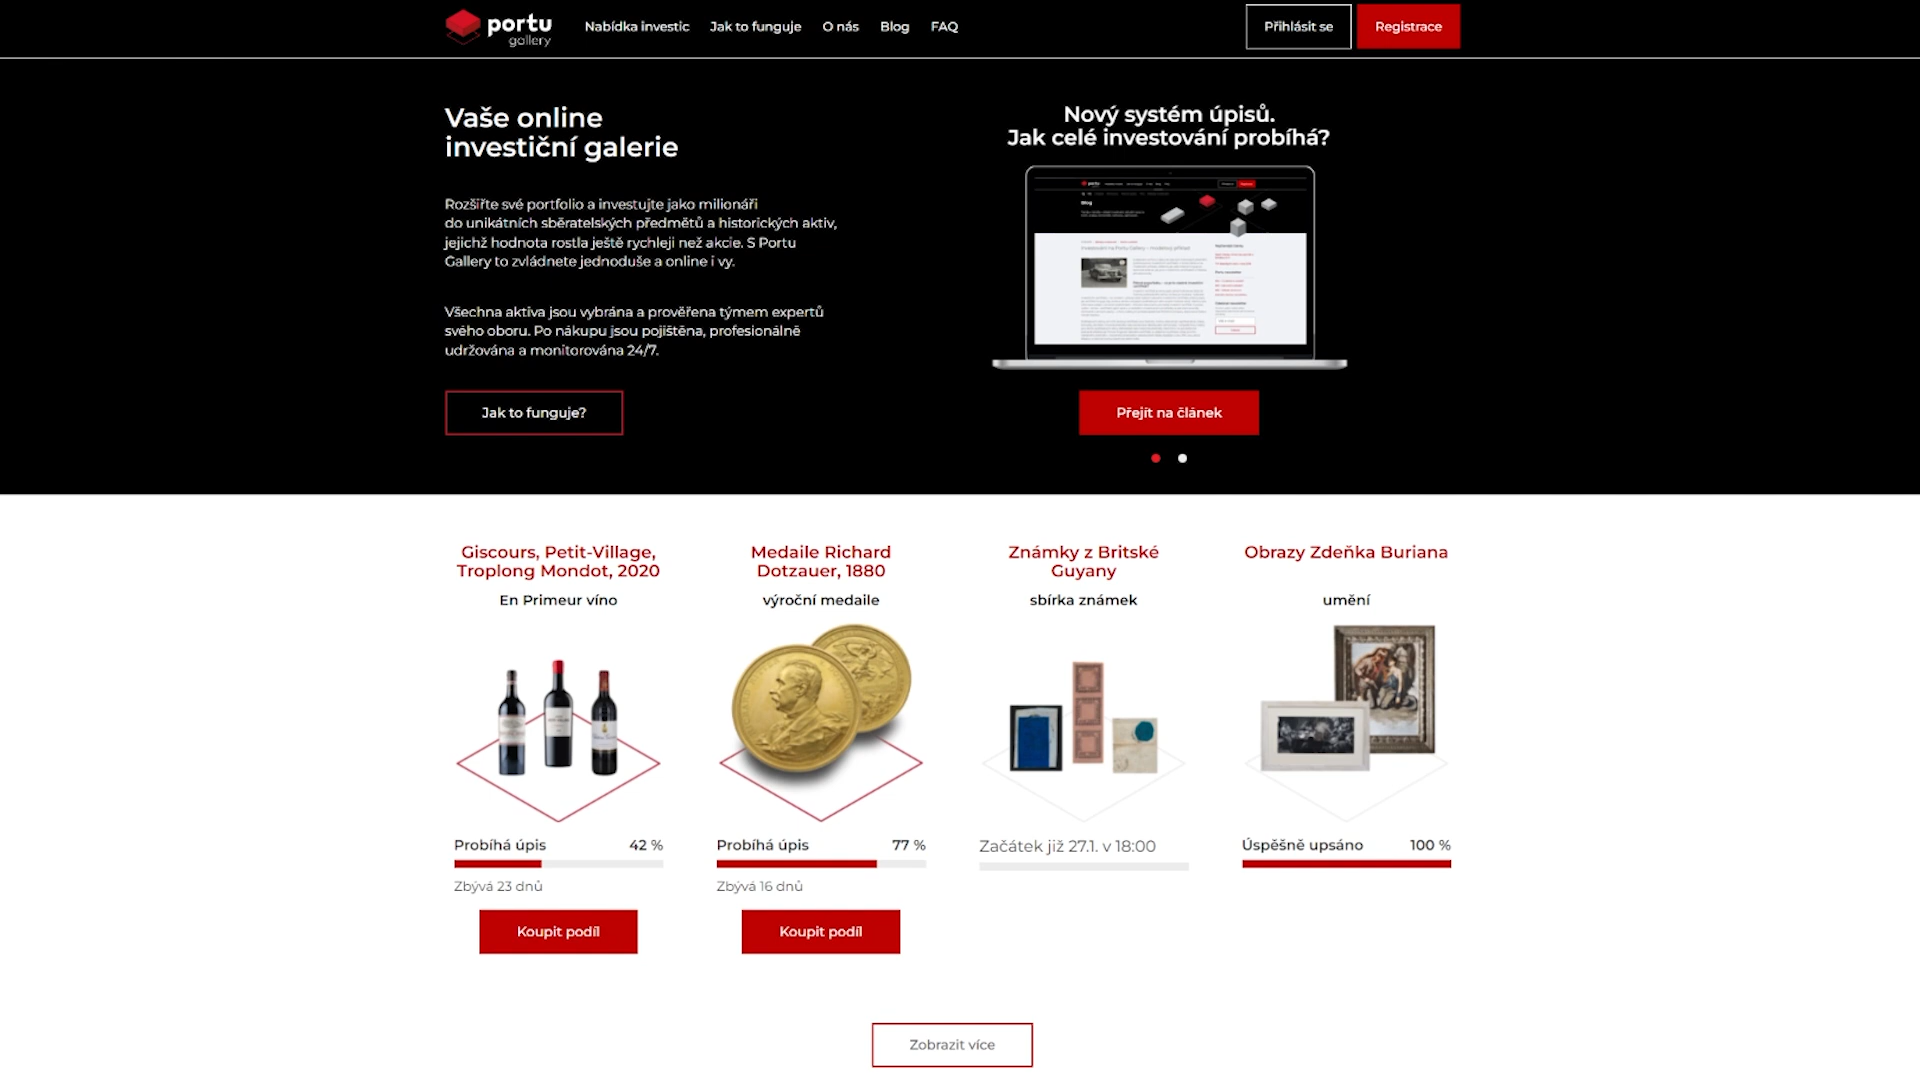 portu
gallery
Nabídka investic
Jak to funguje
O nás
Blog
FAQ
Přihlásit se
Registrace
Vaše online
investiční galerie
Rozšiřte své portfolio a investujte jako milionáři
do unikátních sběratelských předmětů a historických aktiv,
jejichž hodnota rostla ještě rychleji než akcie. S Portu
Gallery to zvládnete jednoduše a online i vy.
Všechna aktiva jsou vybrána a prověřena týmem expertů
svého oboru. Po nákupu jsou pojištěna, profesionálně
udržována a monitorována 24/7.
Jak to funguje?
Nový systém úpisů.
Jak celé investování probíhá?
portu
Blog
Přejít na článek
Giscours, Petit-Village,
Troplong Mondot, 2020
En Primeur víno
Probíhá úpis
42 %
Zbývá 23 dnů
Koupit podíl
Medaile Richard
Dotzauer, 1880
výroční medaile
Probíhá úpis
77 %
Zbývá 16 dnů
Koupit podíl
Známky z Britské
Guyany
sbírka známek
Začátek již 27.1. v 18:00
Obrazy Zdeňka Buriana
umění
Úspěšně upsáno
100 %
Zobrazit více